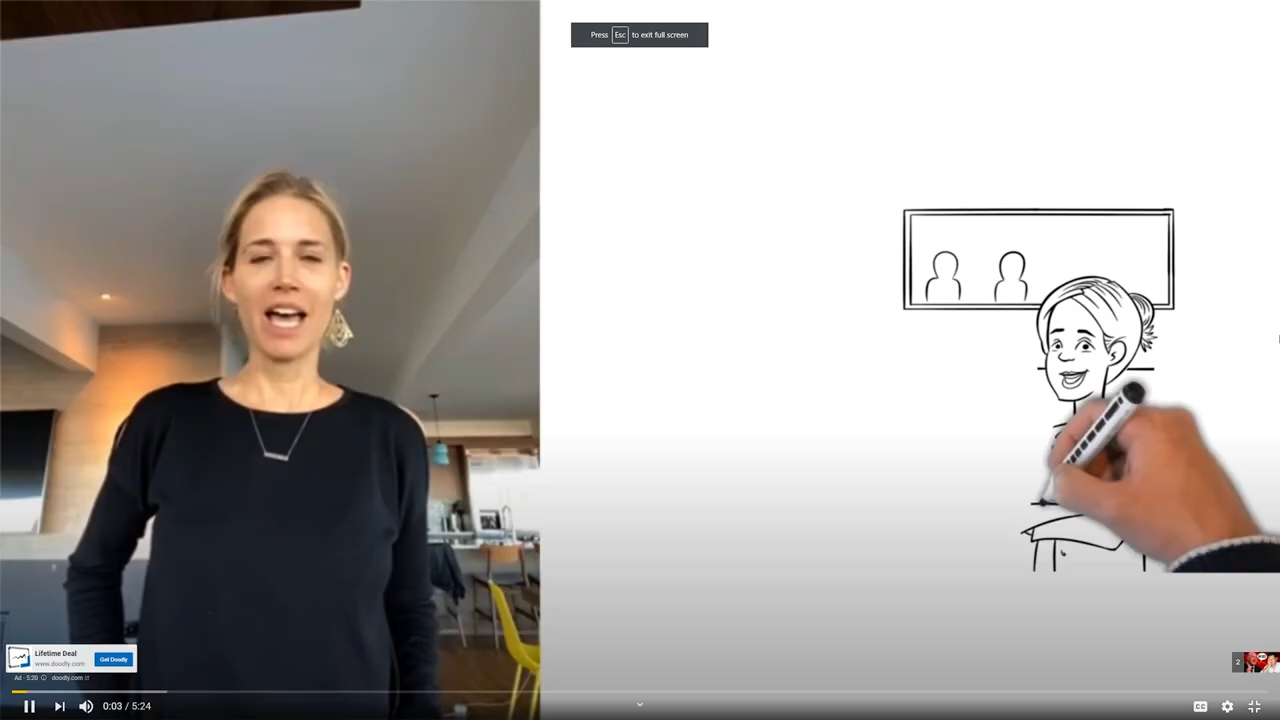 Press Esc to exit full screen
Lifetime Deal
www.doodly.com
Get Doodly
Ad · 5:20
doodly.com
2
0:03 / 5:24
CC